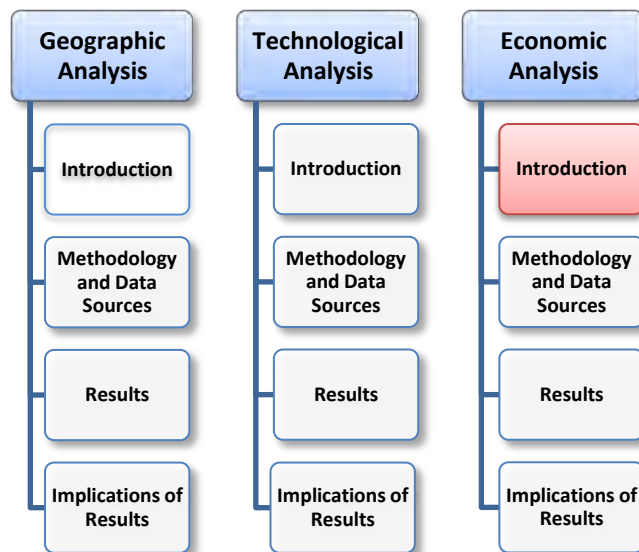 Geographic
Analysis
Introduction
Methodology
and Data
Sources
Results
Implications of
Results
Technological
Analysis
Introduction
Methodology
and Data
Sources
Results
Implications of
Results
Economic
Analysis
Introduction
Methodology
and Data
Sources
Results
Implications of
Results